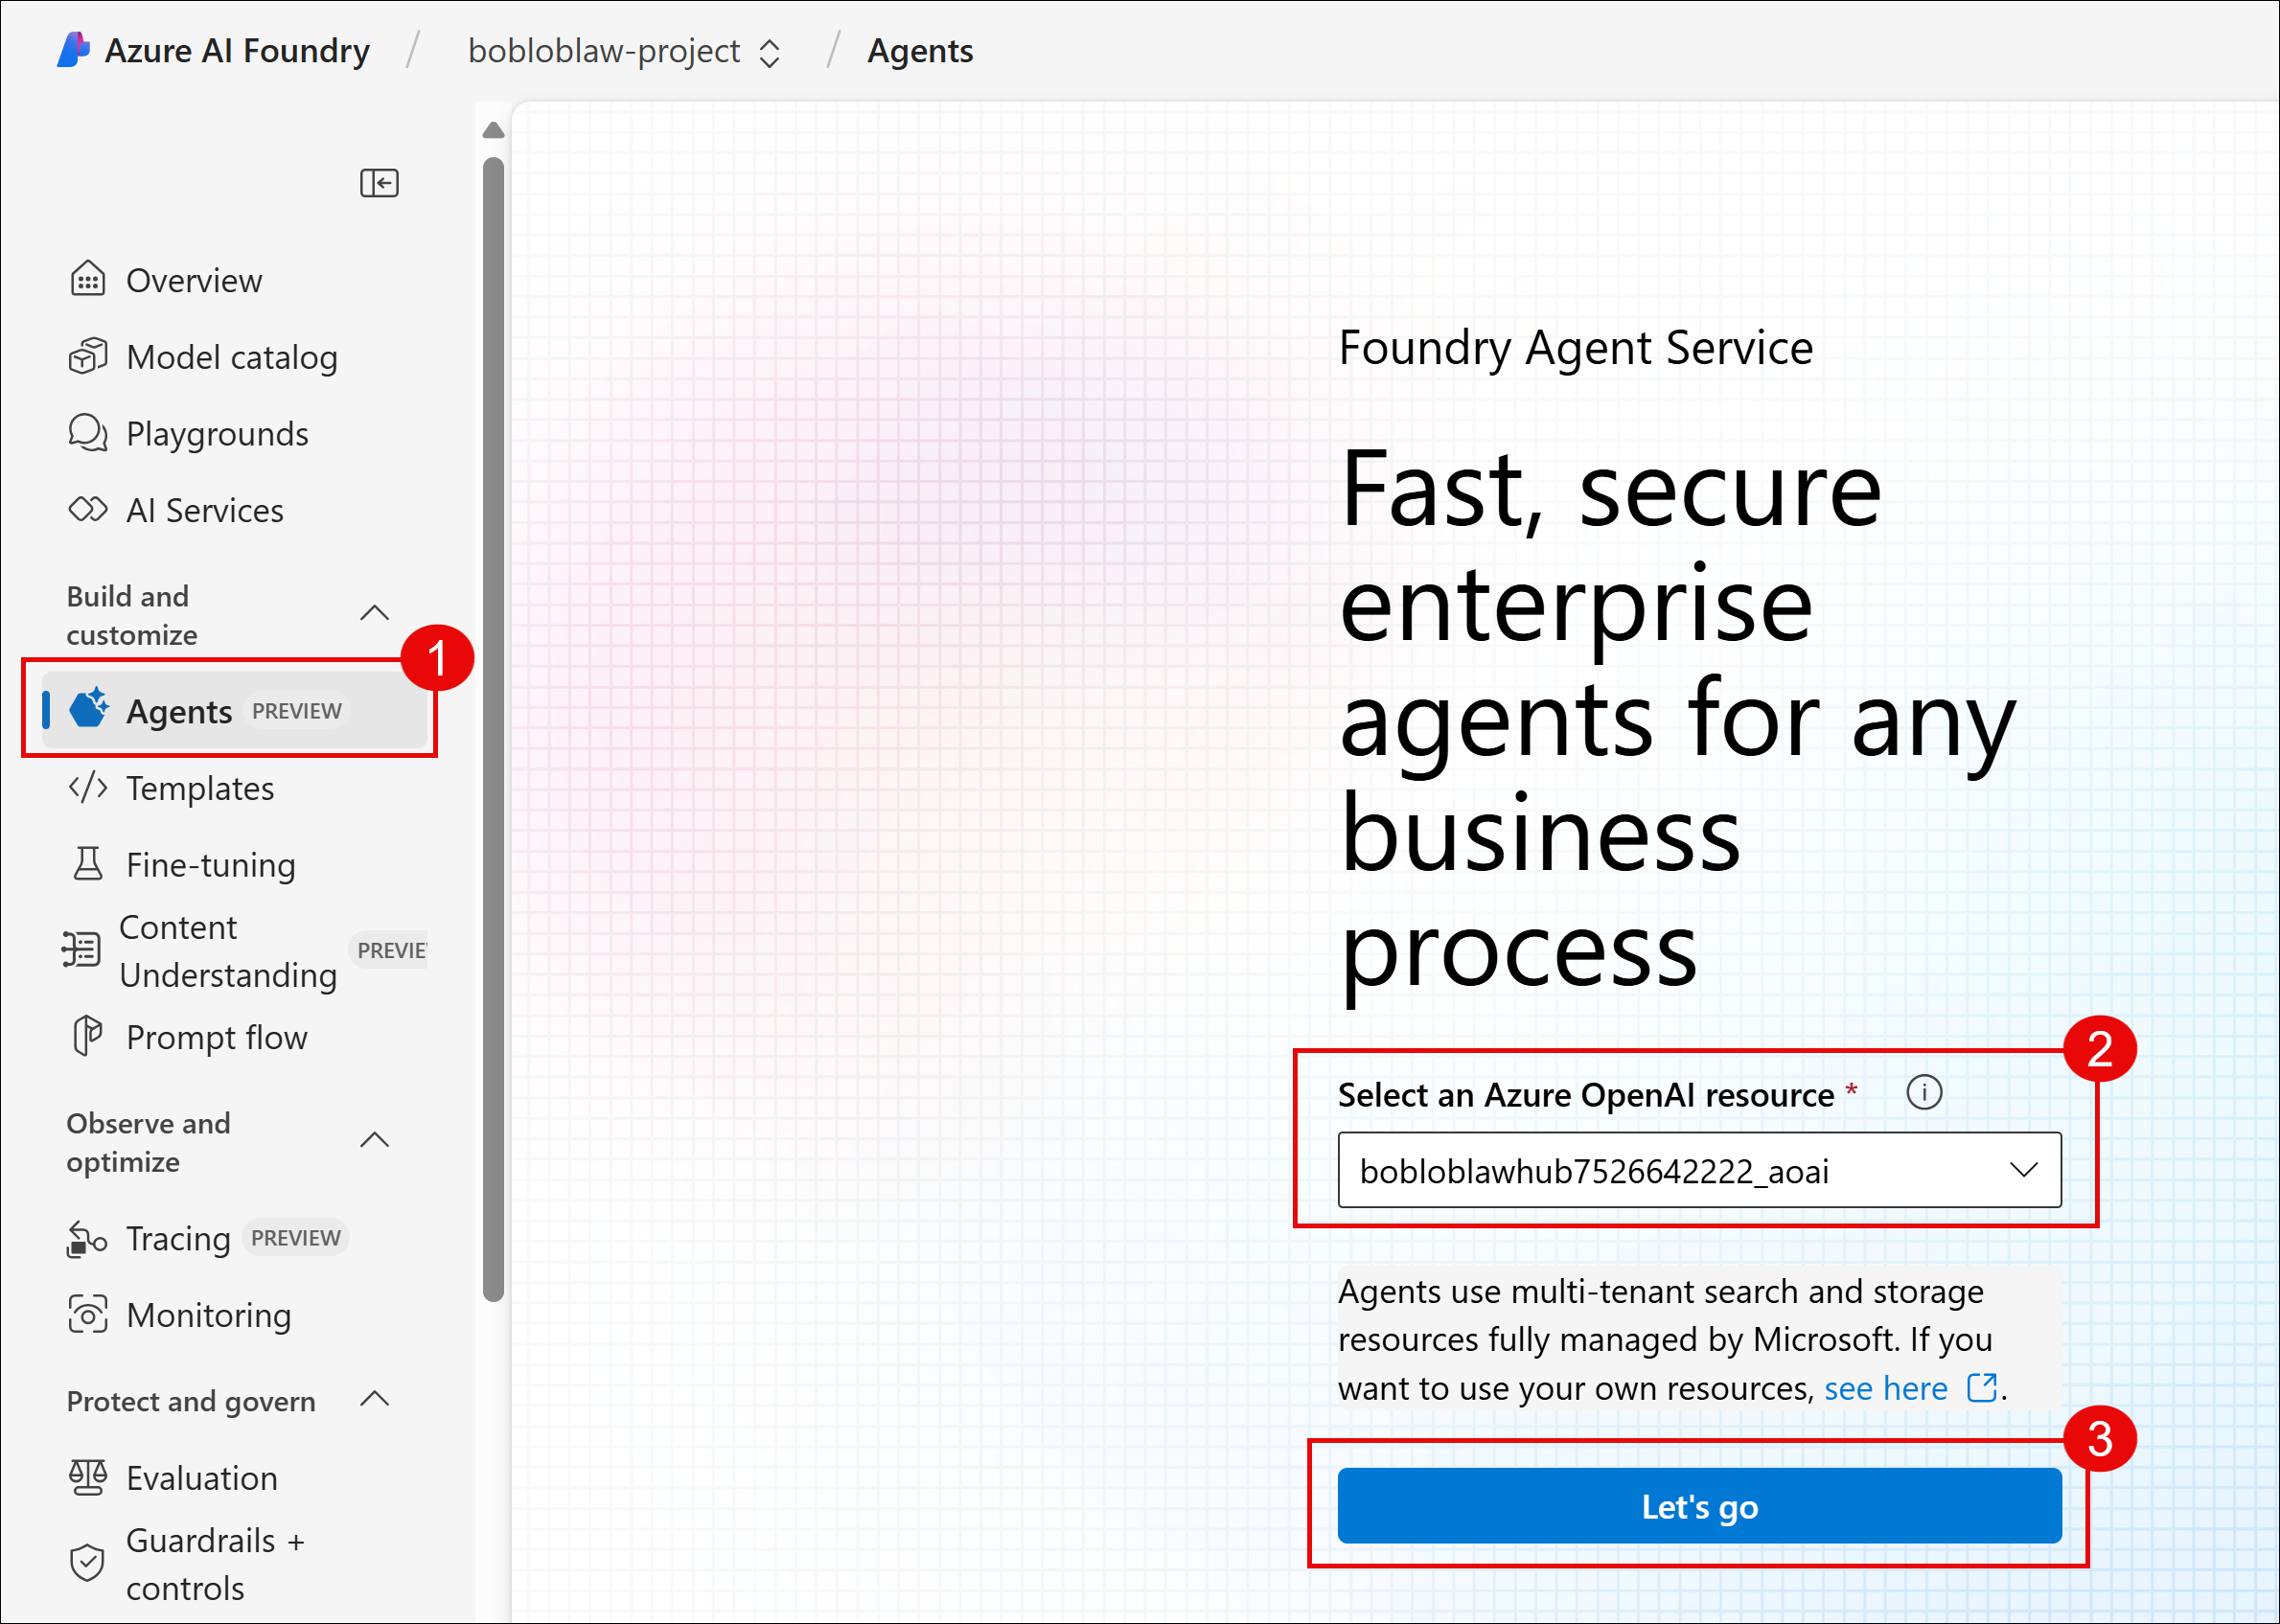 Azure AI Foundry / bobloblaw-project / Agents
Overview
Model catalog
Playgrounds
AI Services
Build and
customize
1
Agents PREVIEW
Templates
Fine-tuning
Content
Understanding
PREVIE
Prompt flow
Observe and
optimize
Tracing PREVIEW
Monitoring
Protect and govern
Evaluation
Guardrails +
controls
Foundry Agent Service
Fast, secure
enterprise
agents for any
business
process
2
Select an Azure OpenAI resource *
bobloblawhub7526642222_aoai
Agents use multi-tenant search and storage
resources fully managed by Microsoft. If you
want to use your own resources, see here .
3
Let's go